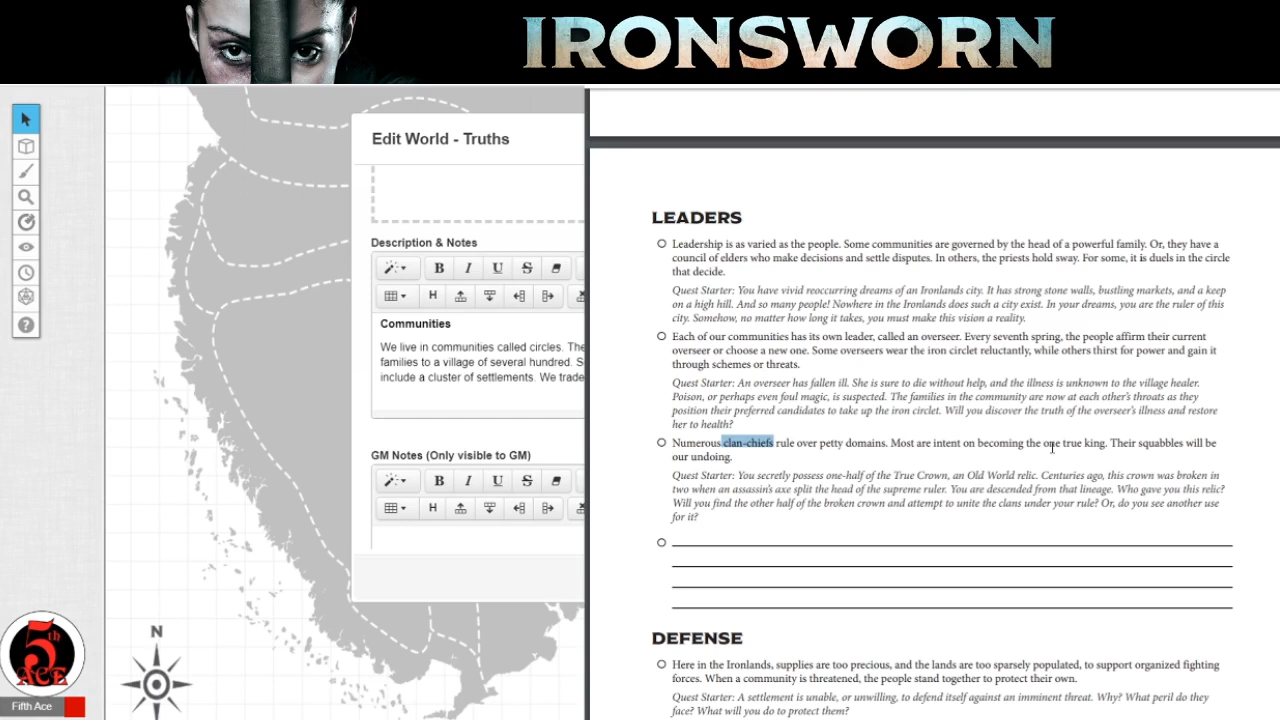 IRONSWORN
Edit World - Truths
Description & Notes
B I U S
H
Communities
We live in communities called circles. The
families to a village of several hundred. S
include a cluster of settlements. We trade
GM Notes (Only visible to GM)
B I U S
H
N
5th
ACE
Fifth Ace
LEADERS
Leadership is as varied as the people. Some communities are governed by the head of a powerful family. Or, they have a
council of elders who make decisions and settle disputes. In others, the priests hold sway. For some, it is duels in the circle
that decide.
Quest Starter: You have vivid reoccurring dreams of an Ironlands city. It has strong stone walls, bustling markets, and a keep
on a high hill. And so many people! Nowhere in the Ironlands does such a city exist. In your dreams, you are the ruler of this
city. Somehow, no matter how long it takes, you must make this vision a reality.
Each of our communities has its own leader, called an overseer. Every seventh spring, the people affirm their current
overseer or choose a new one. Some overseers wear the iron circlet reluctantly, while others thirst for power and gain it
through schemes or threats.
Quest Starter: An overseer has fallen ill. She is sure to die without help, and the illness is unknown to the village healer.
Poison, or perhaps even foul magic, is suspected. The families in the community are now at each other's throats as they
position their preferred candidates to take up the iron circlet. Will you discover the truth of the overseer's illness and restore
her to health?
Numerous clan-chiefs rule over petty domains. Most are intent on becoming the one true king. Their squabbles will be
our undoing.
Quest Starter: You secretly possess one-half of the True Crown, an Old World relic. Centuries ago, this crown was broken in
two when an assassin's axe split the head of the supreme ruler. You are descended from that lineage. Who gave you this relic?
Will you find the other half of the broken crown and attempt to unite the clans under your rule? Or, do you see another use
for it?
DEFENSE
Here in the Ironlands, supplies are too precious, and the lands are too sparsely populated, to support organized fighting
forces. When a community is threatened, the people stand together to protect their own.
Quest Starter: A settlement is unable, or unwilling, to defend itself against an imminent threat. Why? What peril do they
face? What will you do to protect them?